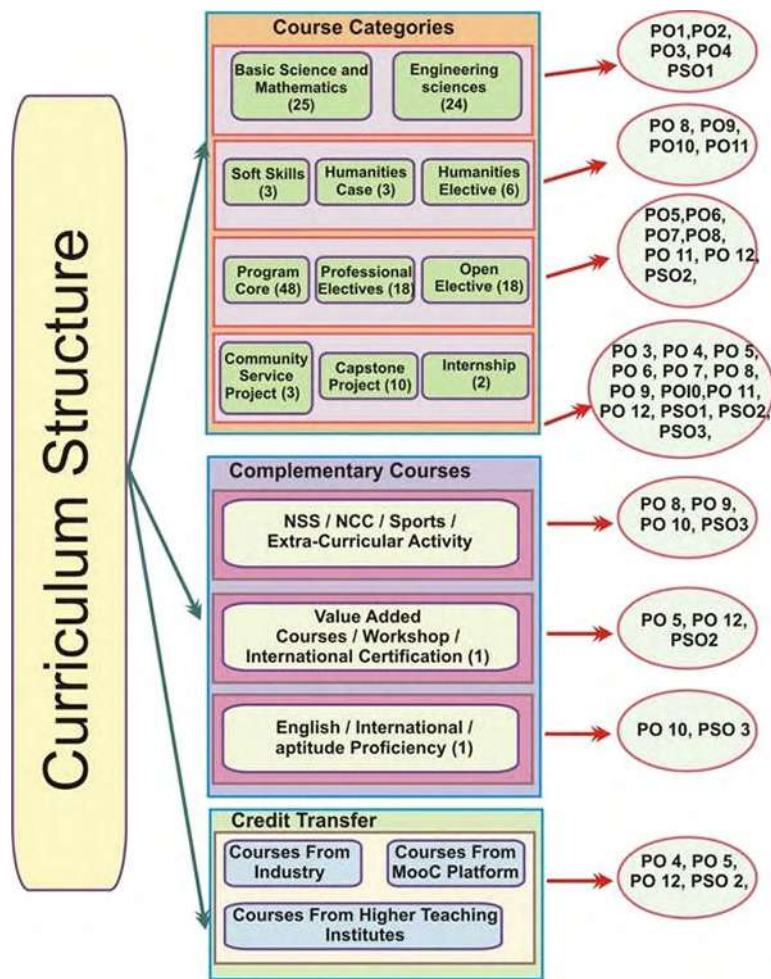 Curriculum Structure
Course Categories
Basic Science and
Mathematics
(25)
Engineering
sciences
(24)
PO1,PO2,
PO3, PO4
PSO1
Soft Skills
(3)
Humanities
Case (3)
Humanities
Elective (6)
PO 8, PO9,
PO10, PO11
Program
Core (48)
Professional
Electives (18)
Open
Elective (18)
PO5,PO6,
PO7,PO8,
PO 11, PO 12,
PSO2,
Community
Service
Project (3)
Capstone
Project (10)
Internship
(2)
PO 3, PO 4, PO 5,
PO 6, PO 7, PO 8,
PO 9, POI0,PO 11,
PO 12, PSO1, PSO2,
PSO3,
Complementary Courses
NSS / NCC / Sports /
Extra-Curricular Activity
PO 8, PO 9,
PO 10, PSO3
Value Added
Courses / Workshop /
International Certification (1)
PO 5, PO 12,
PSO2
English / International /
aptitude Proficiency (1)
PO 10, PSO 3
Credit Transfer
Courses From
Industry
Courses From
MooC Platform
Courses From Higher Teaching
Institutes
PO 4, PO 5,
PO 12, PSO 2,